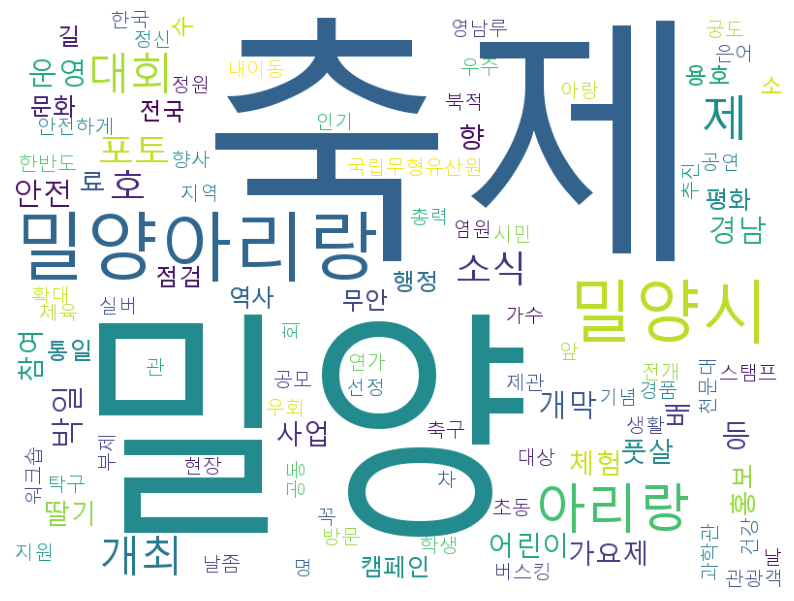 한국
수
영남루
궁도
길
정신
축제
은어
운영
대회
내이동
우주
용호
소
정원
아랑
문화
전국
북적
제
안전하게
인기
향
포토
한반도
향사
국립무형유산원
추진
공연
안전
료
호
지역
평화
총력
염원
시민
경남
밀양아리랑
점검
행정
소식
확대
실버
역사
무안
밀양시
체육
가수
참여
통일
밀양
회
관
연가
앞
전개
천문대
스탬프
공모
선정
제관
경품
박일
우회
개막
기념
배
생활
사업
축구
풋살
등
워크숍
부제
현장
대상
체험
탁구
공동
차
홍보
딸기
꼭
초동
아리랑
지원
개최
방문
학생
어린이
가요제
과학관
건강
날좀
명
캠페인
버스킹
관광객
날